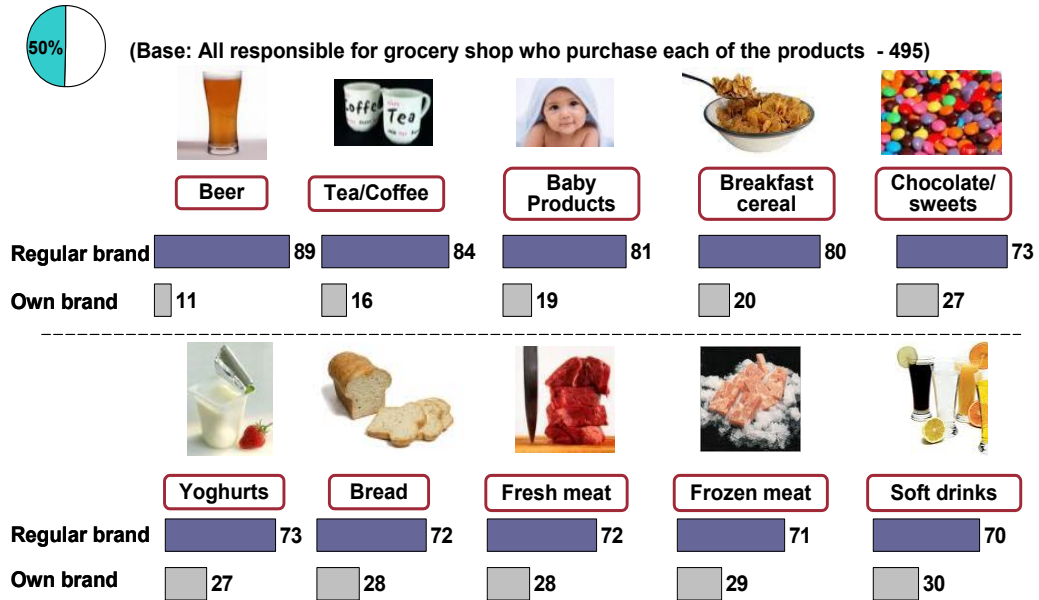 50%
(Base: All responsible for grocery shop who purchase each of the products - 495)
Coffe
Tea
Beer
Tea/Coffee
Baby
Products
Breakfast
cereal
Chocolate/
sweets
Regular brand 89 84 81 80 73
Own brand 11 16 19 20 27
Yoghurts
Bread
Fresh meat
Frozen meat
Soft drinks
Regular brand 73 72 72 71 70
Own brand 27 28 28 29 30